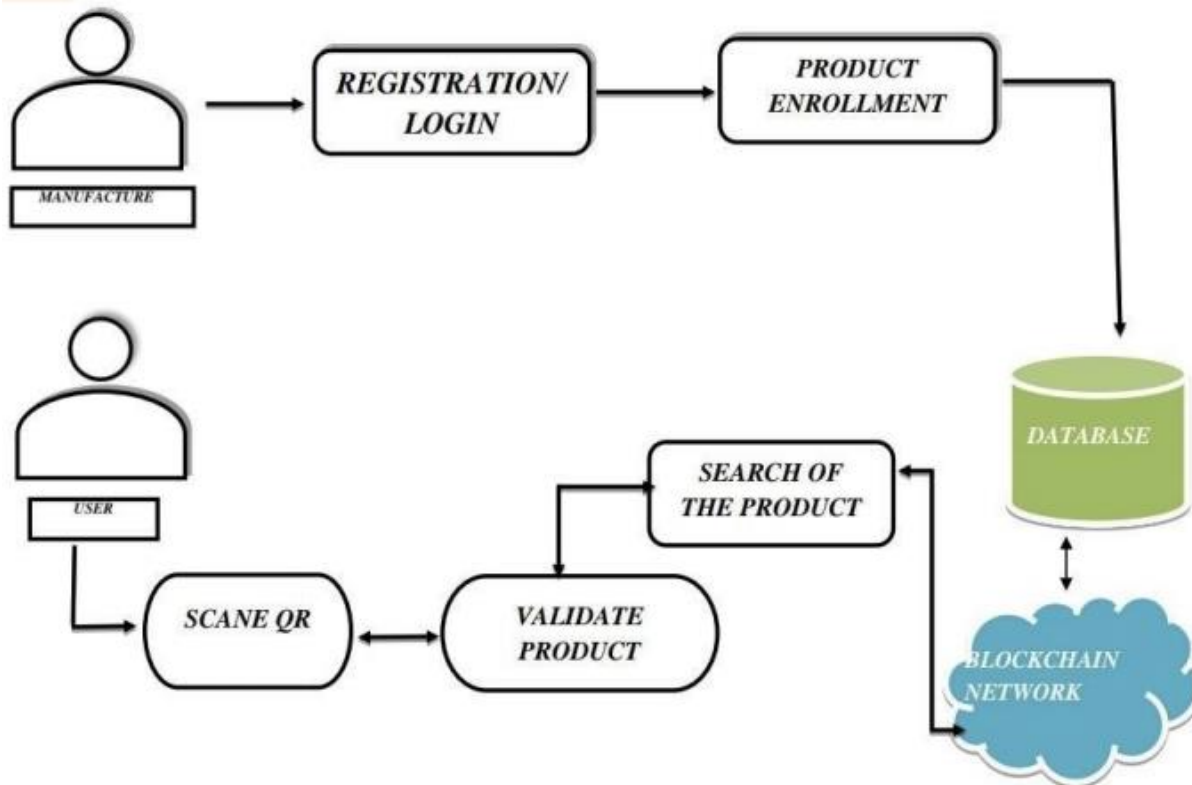 REGISTRATION/
LOGIN
PRODUCT
ENROLLMENT
MANUFACTURE
DATABASE
SEARCH OF
THE PRODUCT
USER
SCANE QR
VALIDATE
PRODUCT
BLOCKCHAIN
NETWORK